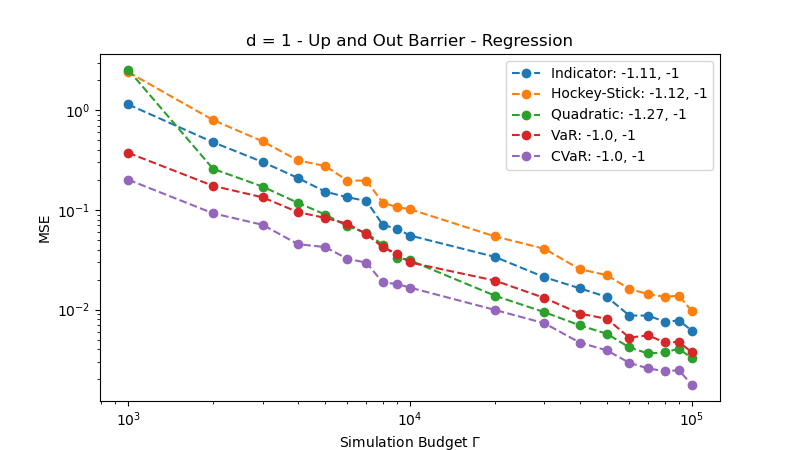 d = 1 - Up and Out Barrier - Regression
Indicator: -1.11, -1
Hockey-Stick: -1.12, -1
Quadratic: -1.27, -1
VaR: -1.0, -1
CVaR: -1.0, -1
MSE
10⁰
10⁻¹
10⁻²
10³
10⁴
10⁵
Simulation Budget Γ